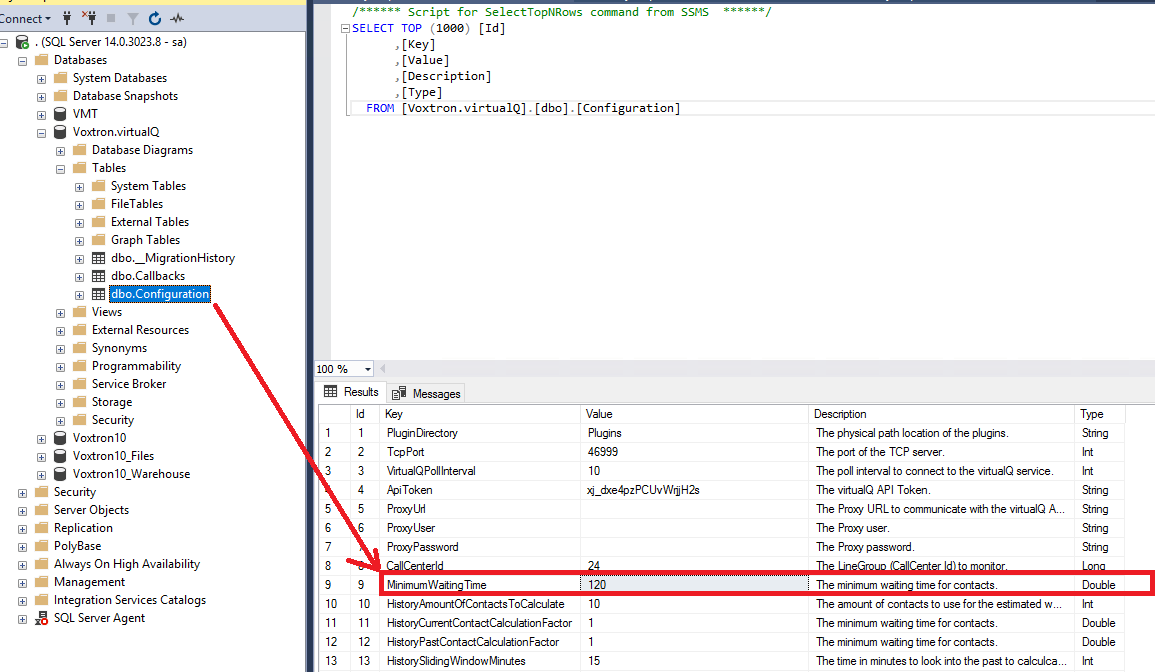 Connect
. (SQL Server 14.0.3023.8 - sa)
Databases
System Databases
Database Snapshots
VMT
Voxtron.virtualQ
Database Diagrams
Tables
System Tables
FileTables
External Tables
Graph Tables
dbo.__MigrationHistory
dbo.Callbacks
dbo.Configuration
Views
External Resources
Synonyms
Programmability
Service Broker
Storage
Security
Voxtron10
Voxtron10_Files
Voxtron10_Warehouse
Security
Server Objects
Replication
PolyBase
Always On High Availability
Management
Integration Services Catalogs
SQL Server Agent
/****** Script for SelectTopNRows command from SSMS  ******/
SELECT TOP (1000) [Id]
,[Key]
,[Value]
,[Description]
,[Type]
FROM [Voxtron.virtualQ].[dbo].[Configuration]
100 %
Results Messages
Id Key Value Description Type
1 1 PluginDirectory Plugins The physical path location of the plugins. String
2 2 TcpPort 46999 The port of the TCP server. Int
3 3 VirtualQPollInterval 10 The poll interval to connect to the virtualQ service. Int
4 4 ApiToken xj_dxe4pzPCUvWrjjH2s The virtualQ API Token. String
5 5 ProxyUrl The Proxy URL to communicate with the virtualQ A... String
6 6 ProxyUser The Proxy user. String
7 7 ProxyPassword The Proxy password. String
8 8 CallCenterId 24 The LineGroup (CallCenter Id) to monitor. Long
9 9 MinimumWaitingTime 120 The minimum waiting time for contacts. Double
10 10 HistoryAmountOfContactsToCalculate 10 The amount of contacts to use for the estimated w... Int
11 11 HistoryCurrentContactCalculationFactor 1 The minimum waiting time for contacts. Double
12 12 HistoryPastContactCalculationFactor 1 The minimum waiting time for contacts. Double
13 13 HistorySlidingWindowMinutes 15 The time in minutes to look into the past to calculca... Int